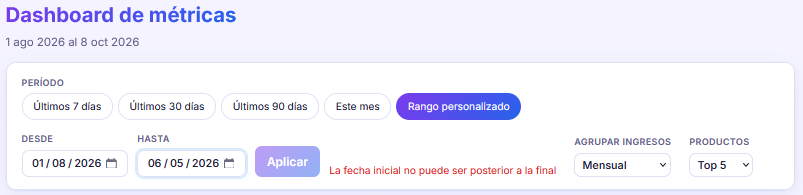 Dashboard de métricas
1 ago 2026 al 8 oct 2026
PERÍODO
Últimos 7 días Últimos 30 días Últimos 90 días Este mes Rango personalizado
DESDE HASTA AGRUPAR INGRESOS PRODUCTOS
01/08/2026 06/05/2026 Aplicar La fecha inicial no puede ser posterior a la final Mensual Top 5